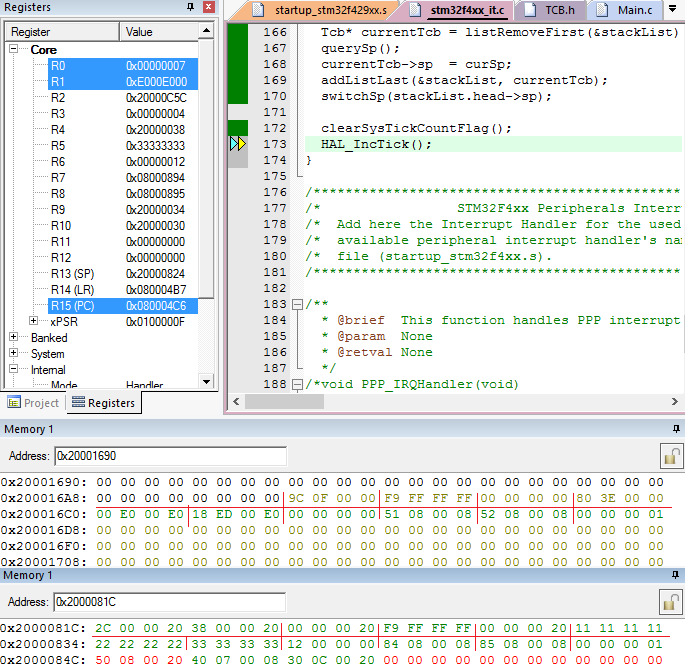 Registers
Register Value
Core
R0 0x00000007
R1 0xE000E000
R2 0x20000C5C
R3 0x00000004
R4 0x20000038
R5 0x33333333
R6 0x00000012
R7 0x08000894
R8 0x08000895
R9 0x20000034
R10 0x20000030
R11 0x00000000
R12 0x00000000
R13 (SP) 0x20000824
R14 (LR) 0x080004B7
R15 (PC) 0x080004C6
xPSR 0x0100000F
Banked
System
Internal
Mode Handler
Project Registers
startup_stm32f429xx.s stm32f4xx_it.c TCB.h Main.c
166 Tcb* currentTcb = listRemoveFirst(&stackList)
167 querySp();
168 currentTcb->sp = curSp;
169 addListLast(&stackList, currentTcb);
170 switchSp(stackList.head->sp);
171
172 clearSysTickCountFlag();
173 HAL_IncTick();
174 }
175
176 /***********************************************
177 /* STM32F4xx Peripherals Interr
178 /* Add here the Interrupt Handler for the used
179 /* available peripheral interrupt handler's na
180 /* file (startup_stm32f4xx.s).
181 /***********************************************
182
183 /**
184 * @brief This function handles PPP interrupt
185 * @param None
186 * @retval None
187 */
188 /*void PPP_IRQHandler(void)
Memory 1
Address: 0x20001690
0x20001690: 00 00 00 00 00 00 00 00 00 00 00 00 00 00 00 00 00 00 00 00 00 00 00 00
0x200016A8: 00 00 00 00 00 00 00 00 9C 0F 00 00 F9 FF FF FF 00 00 00 00 80 3E 00 00
0x200016C0: 00 E0 00 E0 18 ED 00 E0 00 00 00 00 51 08 00 08 52 08 00 08 00 00 00 01
0x200016D8: 00 00 00 00 00 00 00 00 00 00 00 00 00 00 00 00 00 00 00 00 00 00 00 00
0x200016F0: 00 00 00 00 00 00 00 00 00 00 00 00 00 00 00 00 00 00 00 00 00 00 00 00
0x20001708: 00 00 00 00 00 00 00 00 00 00 00 00 00 00 00 00 00 00 00 00 00 00 00 00
Memory 1
Address: 0x2000081C
0x2000081C: 2C 00 00 20 38 00 00 20 00 00 00 20 F9 FF FF FF 00 00 00 20 11 11 11 11
0x20000834: 22 22 22 22 33 33 33 33 12 00 00 00 84 08 00 08 85 08 00 08 00 00 00 01
0x2000084C: 50 08 00 20 40 07 00 08 30 0C 00 20 00 00 00 00 00 00 00 00 00 00 00 00